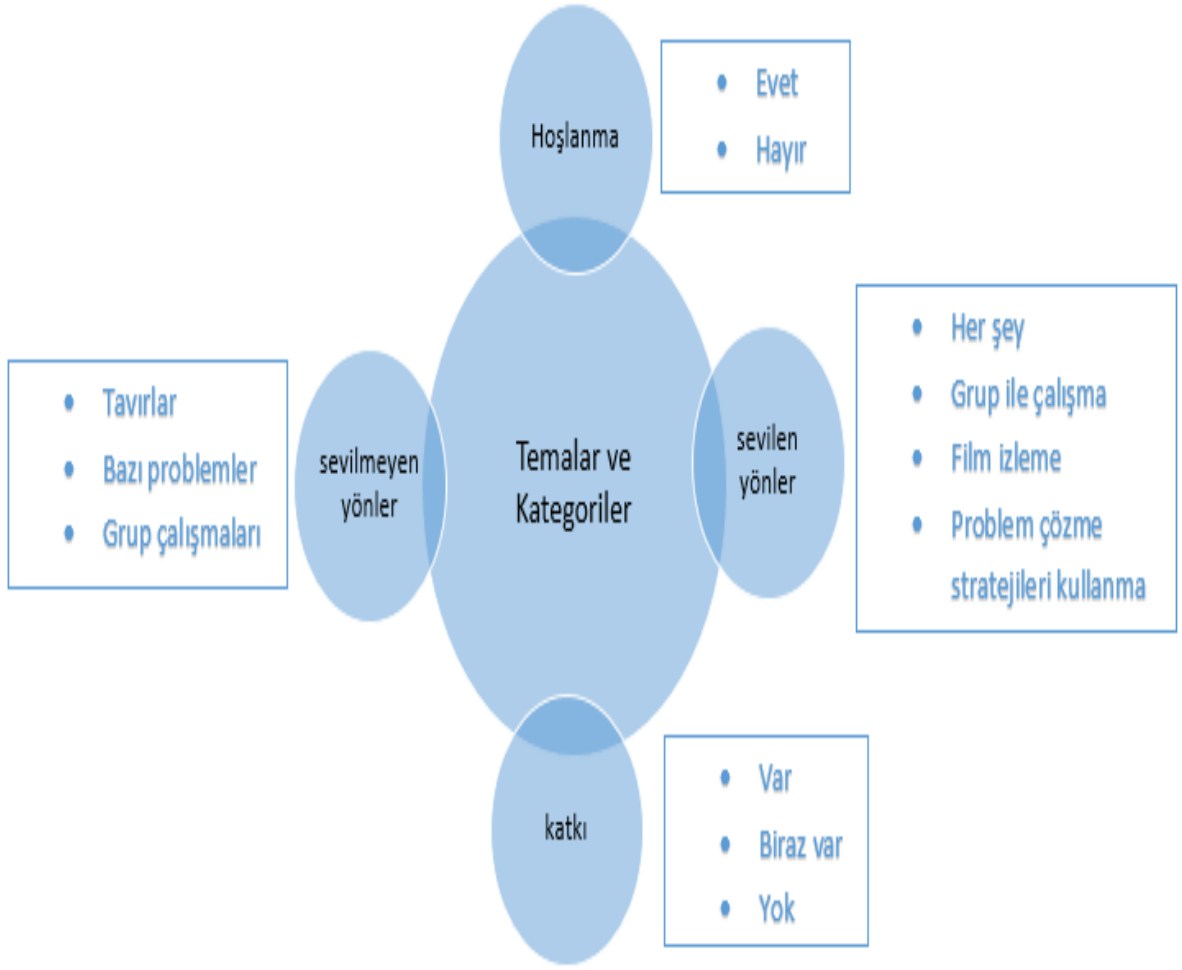 Hoşlanma
• Evet
• Hayır
• Tavırlar
• Bazı problemler
• Grup çalışmaları
sevilmeyen
yönler
Temalar ve
Kategoriler
sevilen
yönler
• Her şey
• Grup ile çalışma
• Film izleme
• Problem çözme
stratejileri kullanma
katkı
• Var
• Biraz var
• Yok